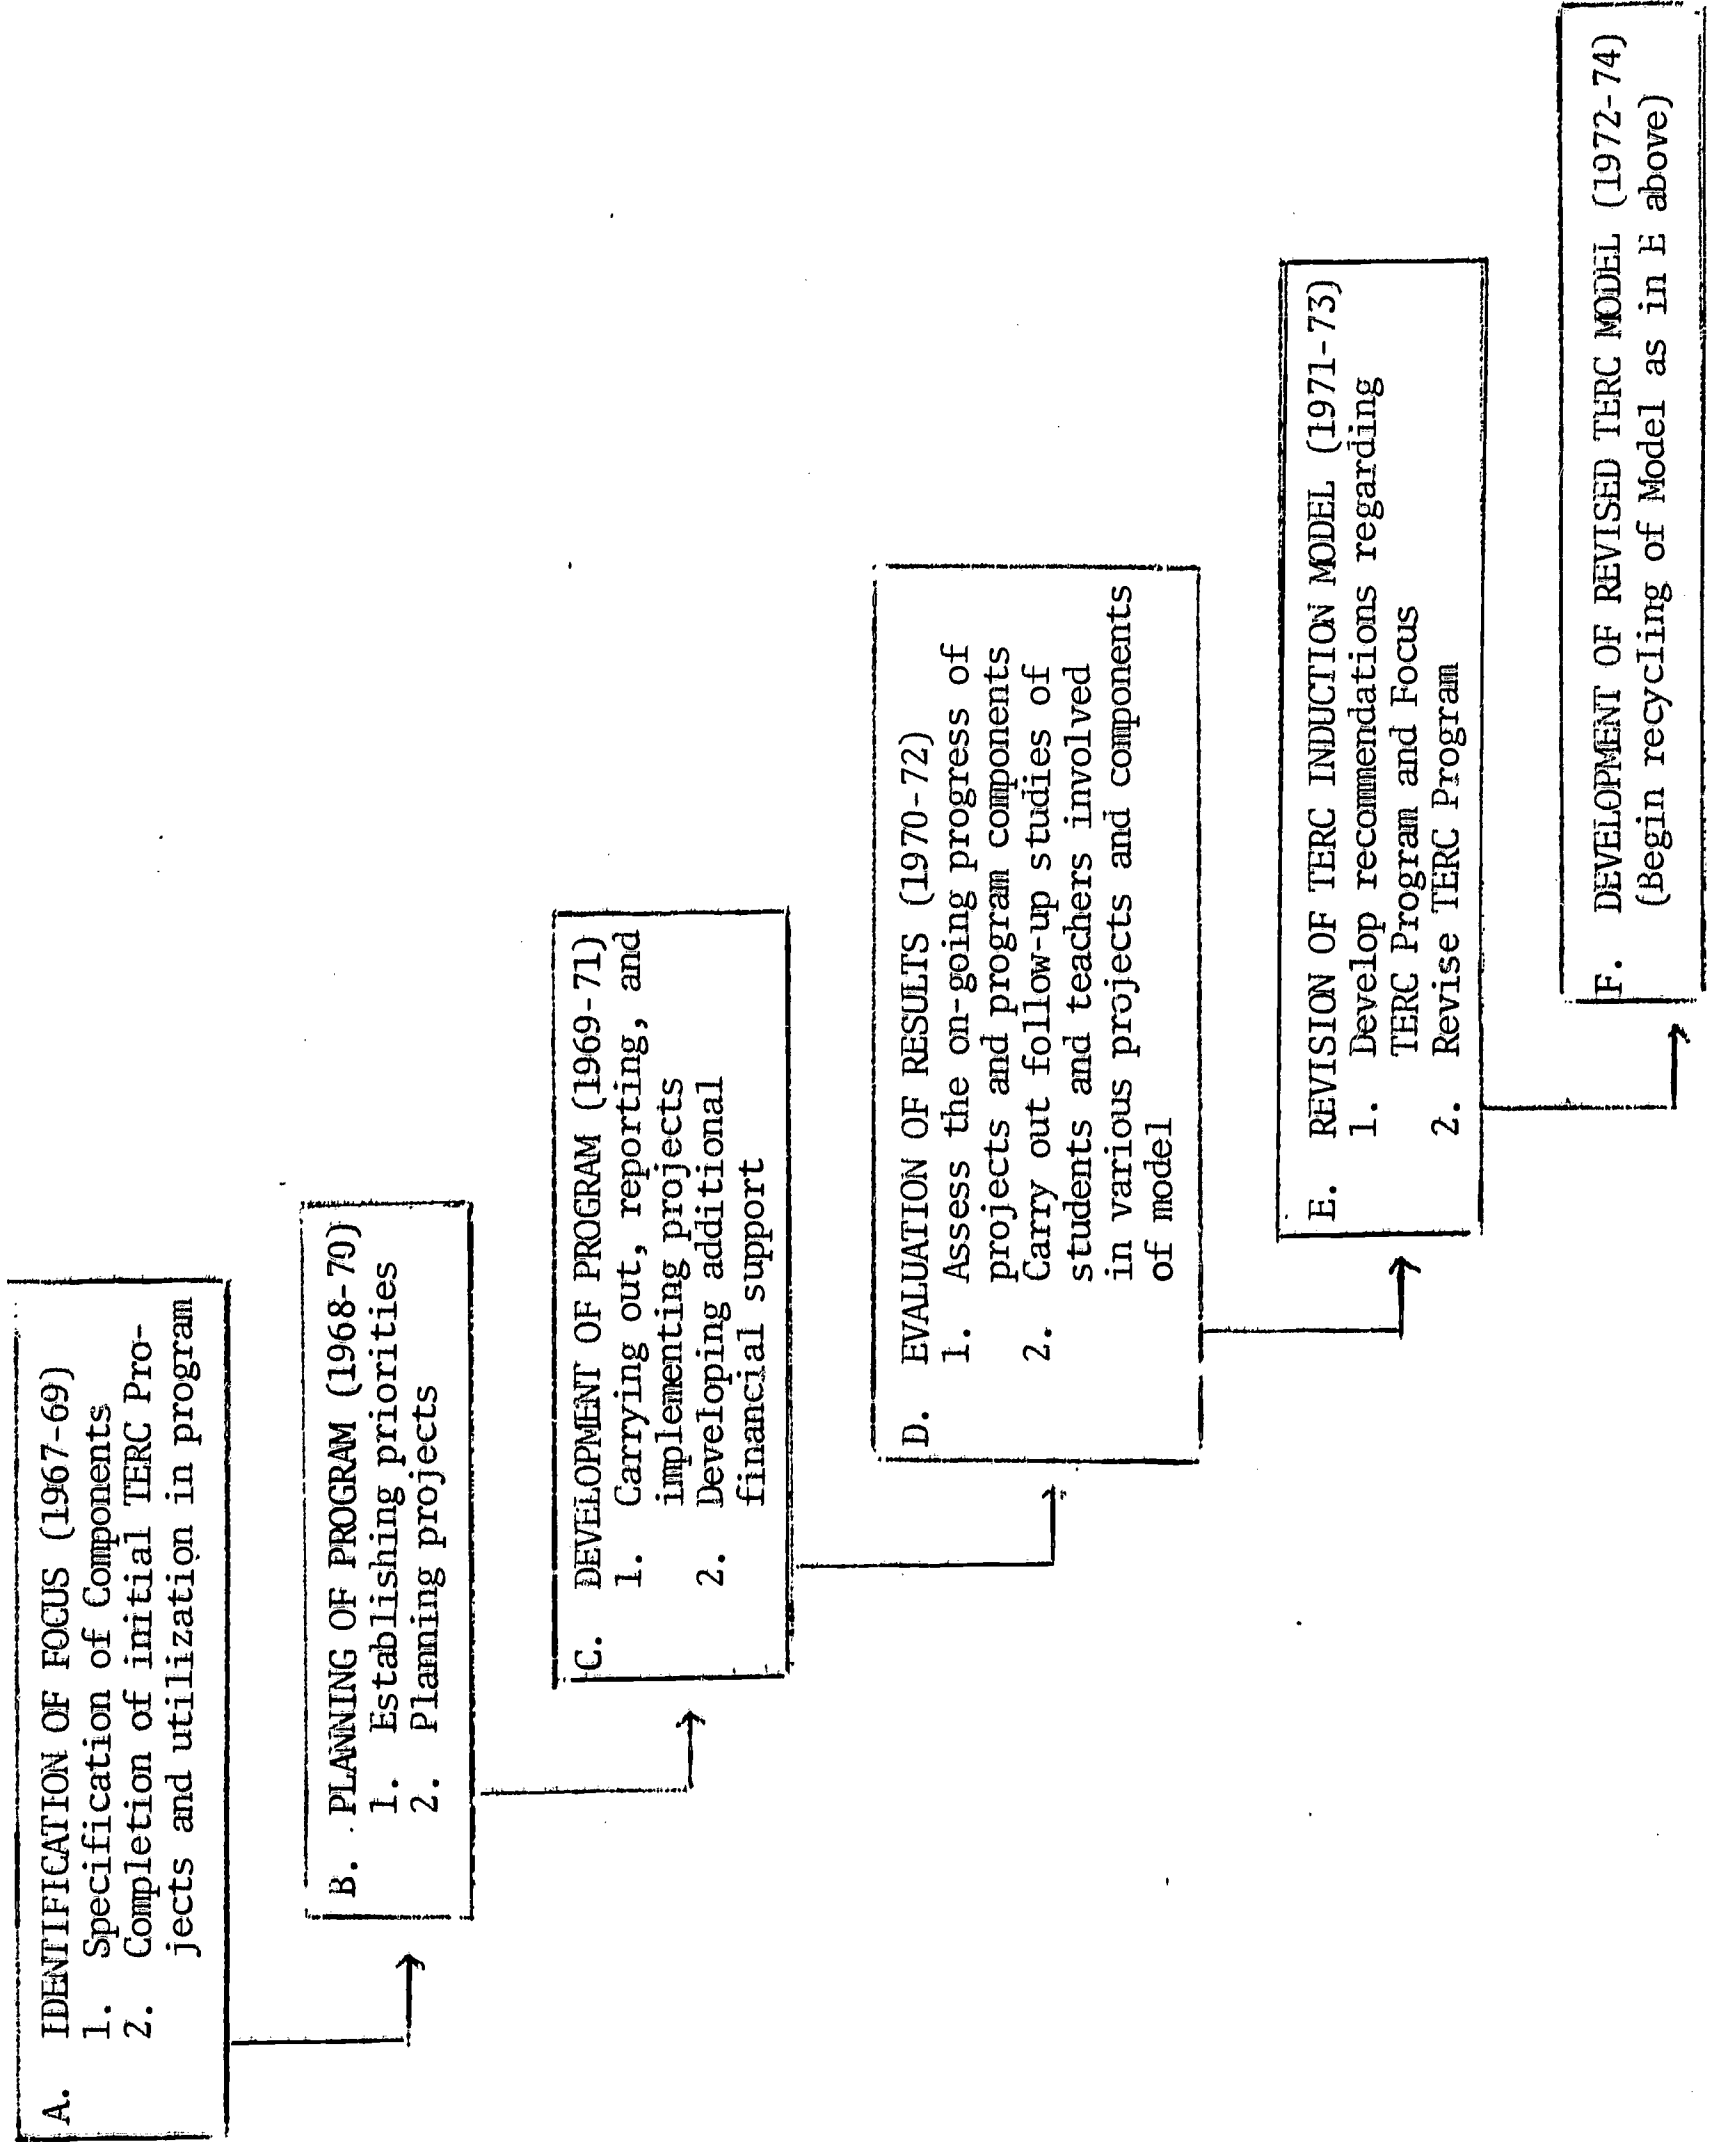 A. IDENTIFICATION OF FOCUS (1967-69)
1. Specification of Components
2. Completion of initial TERC Pro-
jects and utilization in program
B. PLANNING OF PROGRAM (1968-70)
1. Establishing priorities
2. Planning projects
C. DEVELOPMENT OF PROGRAM (1969-71)
1. Carrying out, reporting, and
implementing projects
2. Developing additional
financial support
D. EVALUATION OF RESULTS (1970-72)
1. Assess the on-going progress of
projects and program components
2. Carry out follow-up studies of
students and teachers involved
in various projects and components
of model
E. REVISION OF TERC INDUCTION MODEL (1971-73)
1. Develop recommendations regarding
TERC Program and Focus
2. Revise TERC Program
F. DEVELOPMENT OF REVISED TERC MODEL (1972-74)
(Begin recycling of Model as in E above)